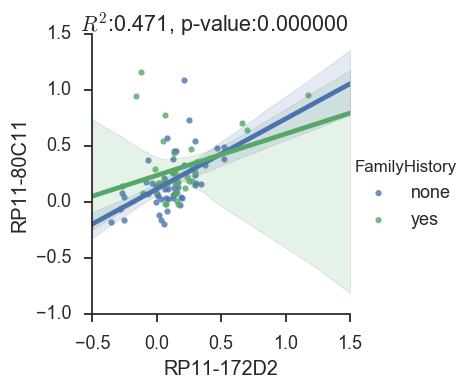 R²:0.471, p-value:0.000000
1.5
1.0
0.5
0.0
−0.5
−1.0
RP11-80C11
−0.5 0.0 0.5 1.0 1.5
RP11-172D2
FamilyHistory
none
yes